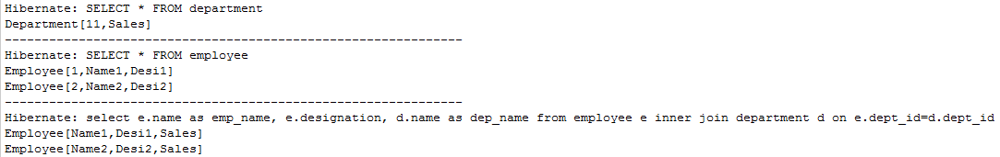 Hibernate: SELECT * FROM department
Department[11,Sales]
--------------------------------------------------------------
Hibernate: SELECT * FROM employee
Employee[1,Name1,Desi1]
Employee[2,Name2,Desi2]
--------------------------------------------------------------
Hibernate: select e.name as emp_name, e.designation, d.name as dep_name from employee e inner join department d on e.dept_id=d.dept_id
Employee[Name1,Desi1,Sales]
Employee[Name2,Desi2,Sales]